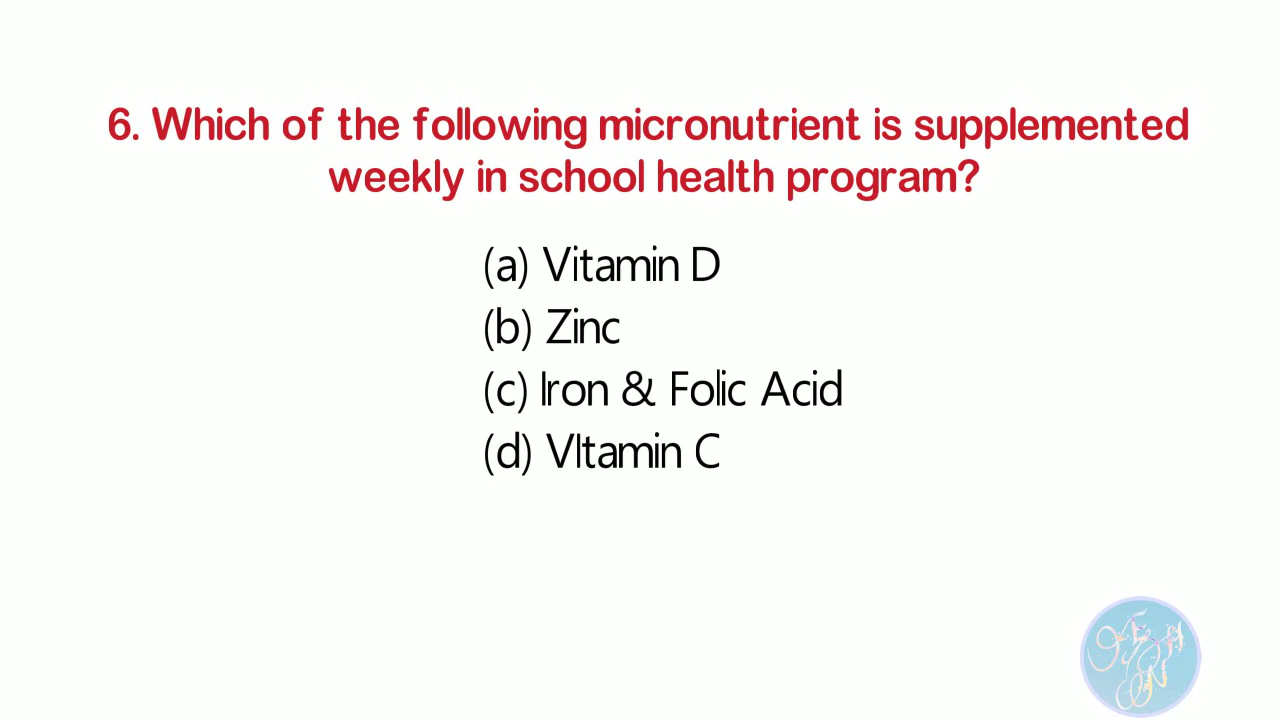 6. Which of the following micronutrient is supplemented
weekly in school health program?
(a) Vitamin D
(b) Zinc
(c) Iron & Folic Acid
(d) VItamin C